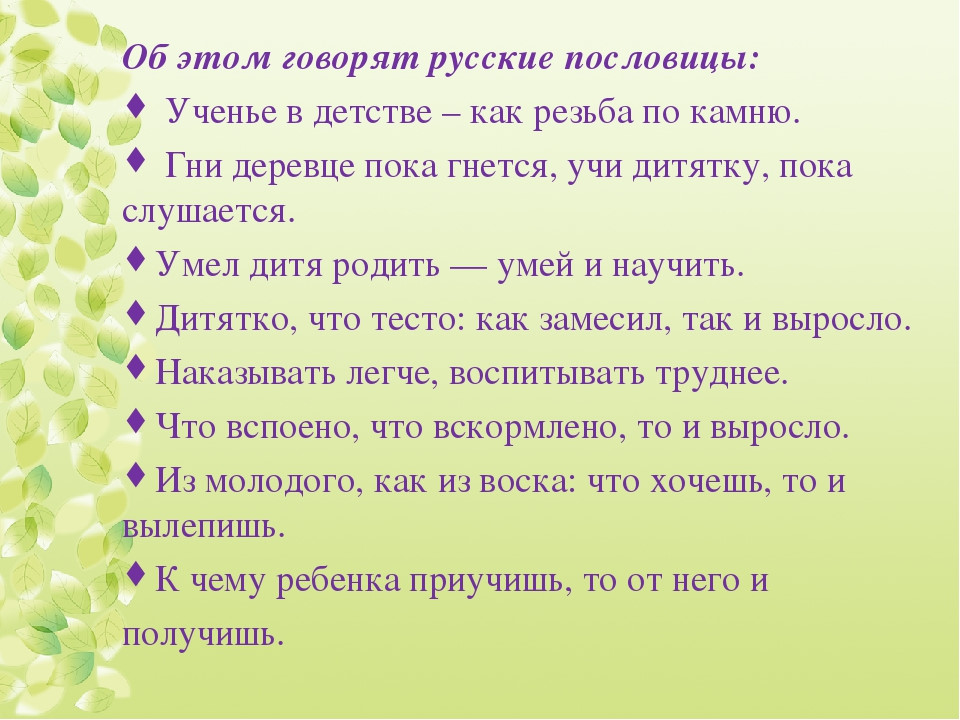 Об этом говорят русские пословицы:
♦ Ученье в детстве – как резьба по камню.
♦ Гни деревце пока гнется, учи дитятку, пока
слушается.
♦ Умел дитя родить — умей и научить.
♦ Дитятко, что тесто: как замесил, так и выросло.
♦ Наказывать легче, воспитывать труднее.
♦ Что вспоено, что вскормлено, то и выросло.
♦ Из молодого, как из воска: что хочешь, то и
вылепишь.
♦ К чему ребенка приучишь, то от него и
получишь.